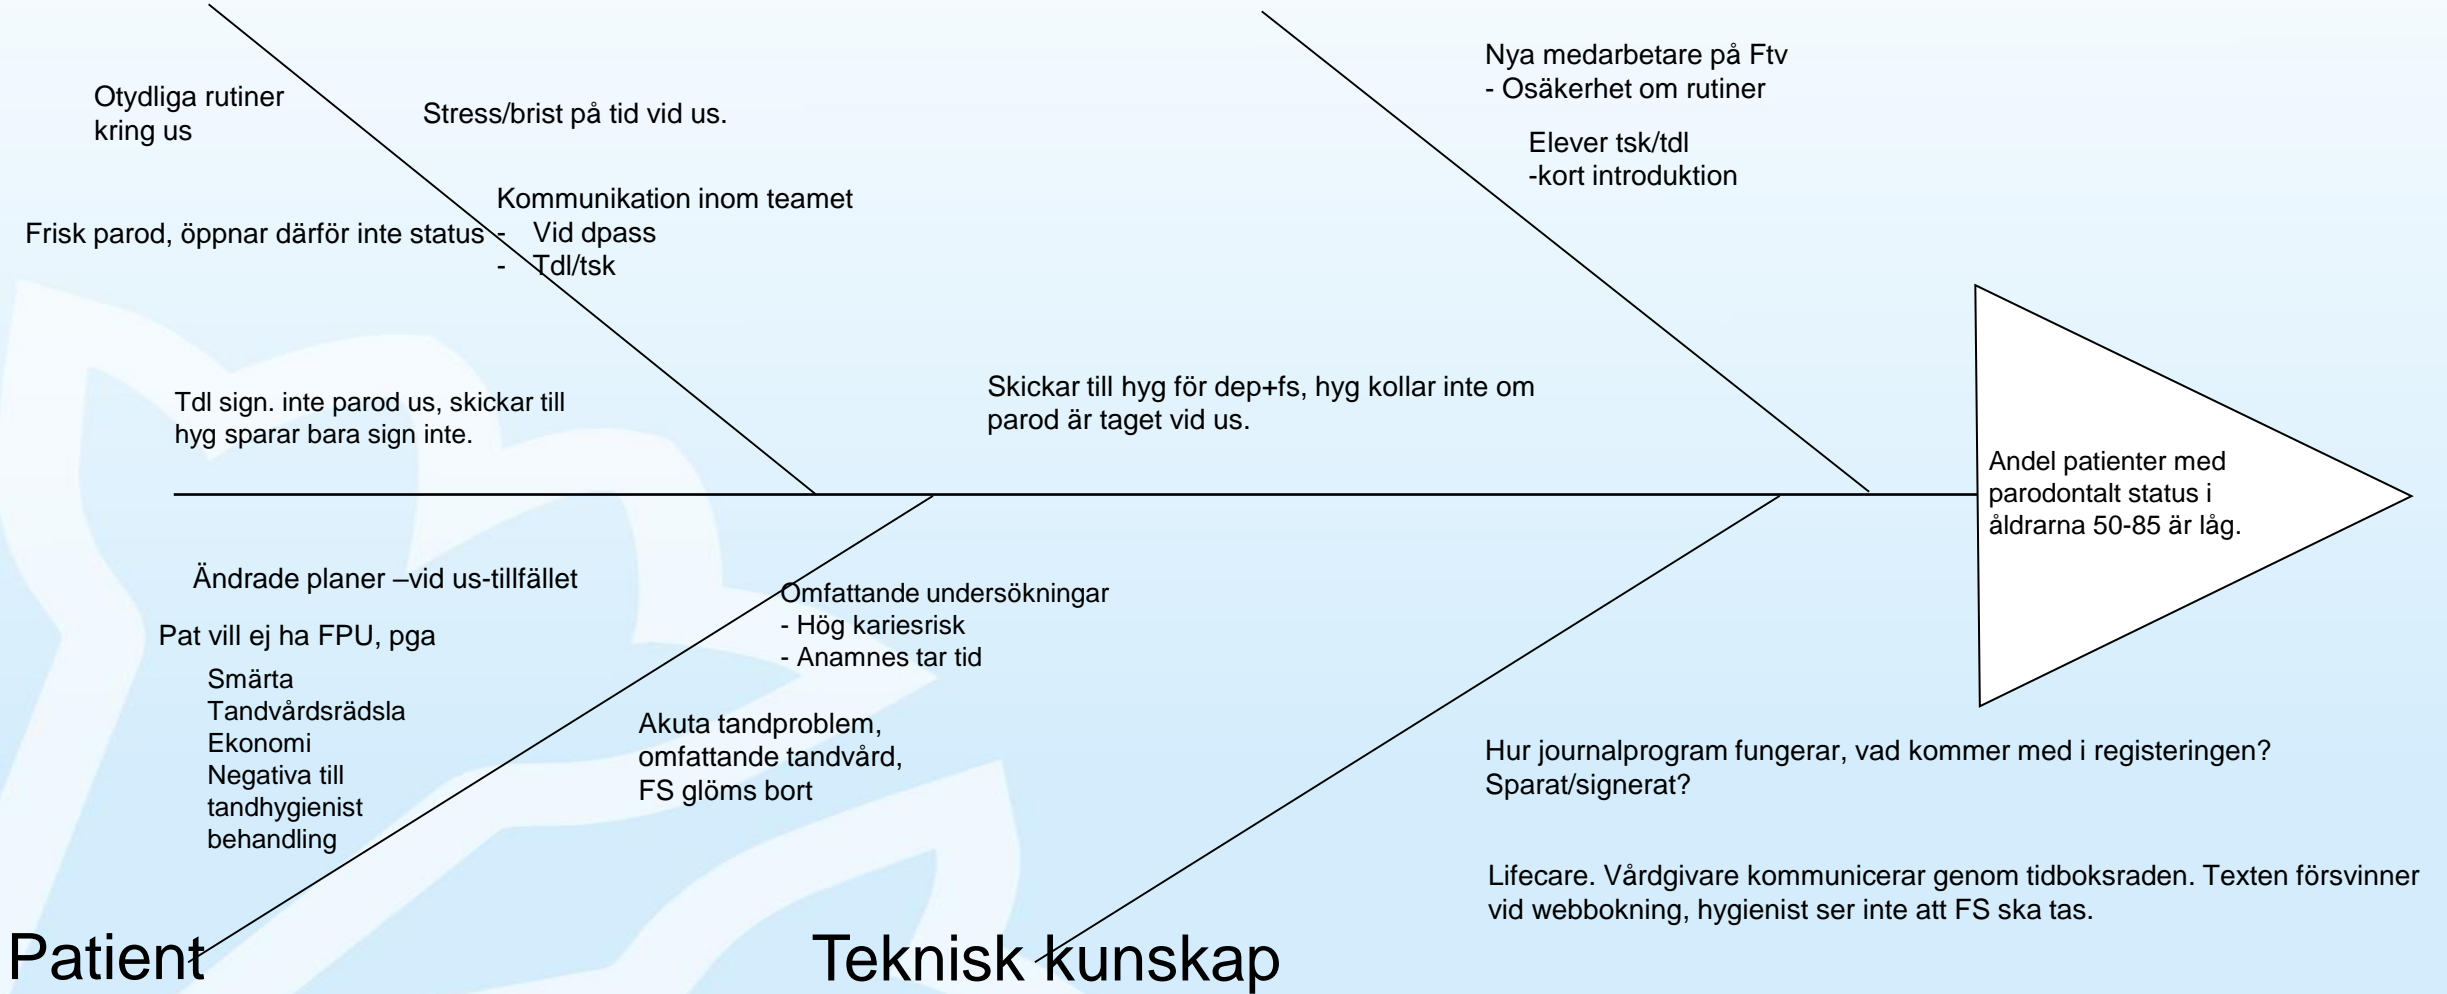 Otydliga rutiner
kring us
Stress/brist på tid vid us.
Kommunikation inom teamet
- Vid dpass
- Tdl/tsk
Frisk parod, öppnar därför inte status
Tdl sign. inte parod us, skickar till
hyg sparar bara sign inte.
Nya medarbetare på Ftv
- Osäkerhet om rutiner
Elever tsk/tdl
-kort introduktion
Skickar till hyg för dep+fs, hyg kollar inte om
parod är taget vid us.
Andel patienter med
parodontalt status i
åldrarna 50-85 är låg.
Ändrade planer –vid us-tillfället
Pat vill ej ha FPU, pga
Smärta
Tandvårdsrädsla
Ekonomi
Negativa till
tandhygienist
behandling
Omfattande undersökningar
- Hög kariesrisk
- Anamnes tar tid
Akuta tandproblem,
omfattande tandvård,
FS glöms bort
Hur journalprogram fungerar, vad kommer med i registeringen?
Sparat/signerat?
Lifecare. Vårdgivare kommunicerar genom tidboksraden. Texten försvinner
vid webbokning, hygienist ser inte att FS ska tas.
Patient
Teknisk kunskap